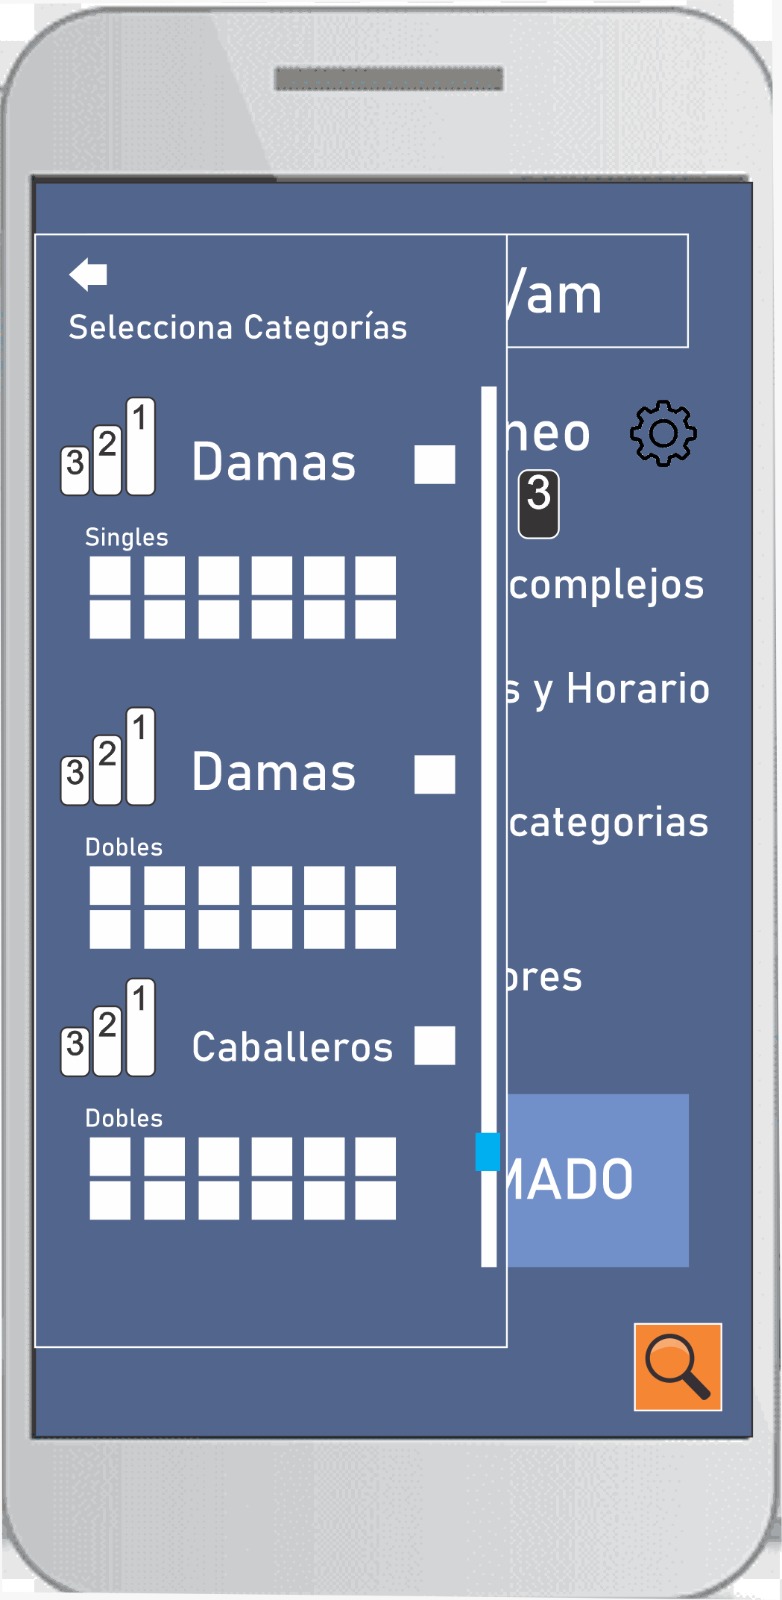 /am
Selecciona Categorías
1
2
3
Damas
Singles
neo
3
complejos
s y Horario
1
2
3
Damas
Dobles
categorias
ores
1
2
3
Caballeros
Dobles
MADO